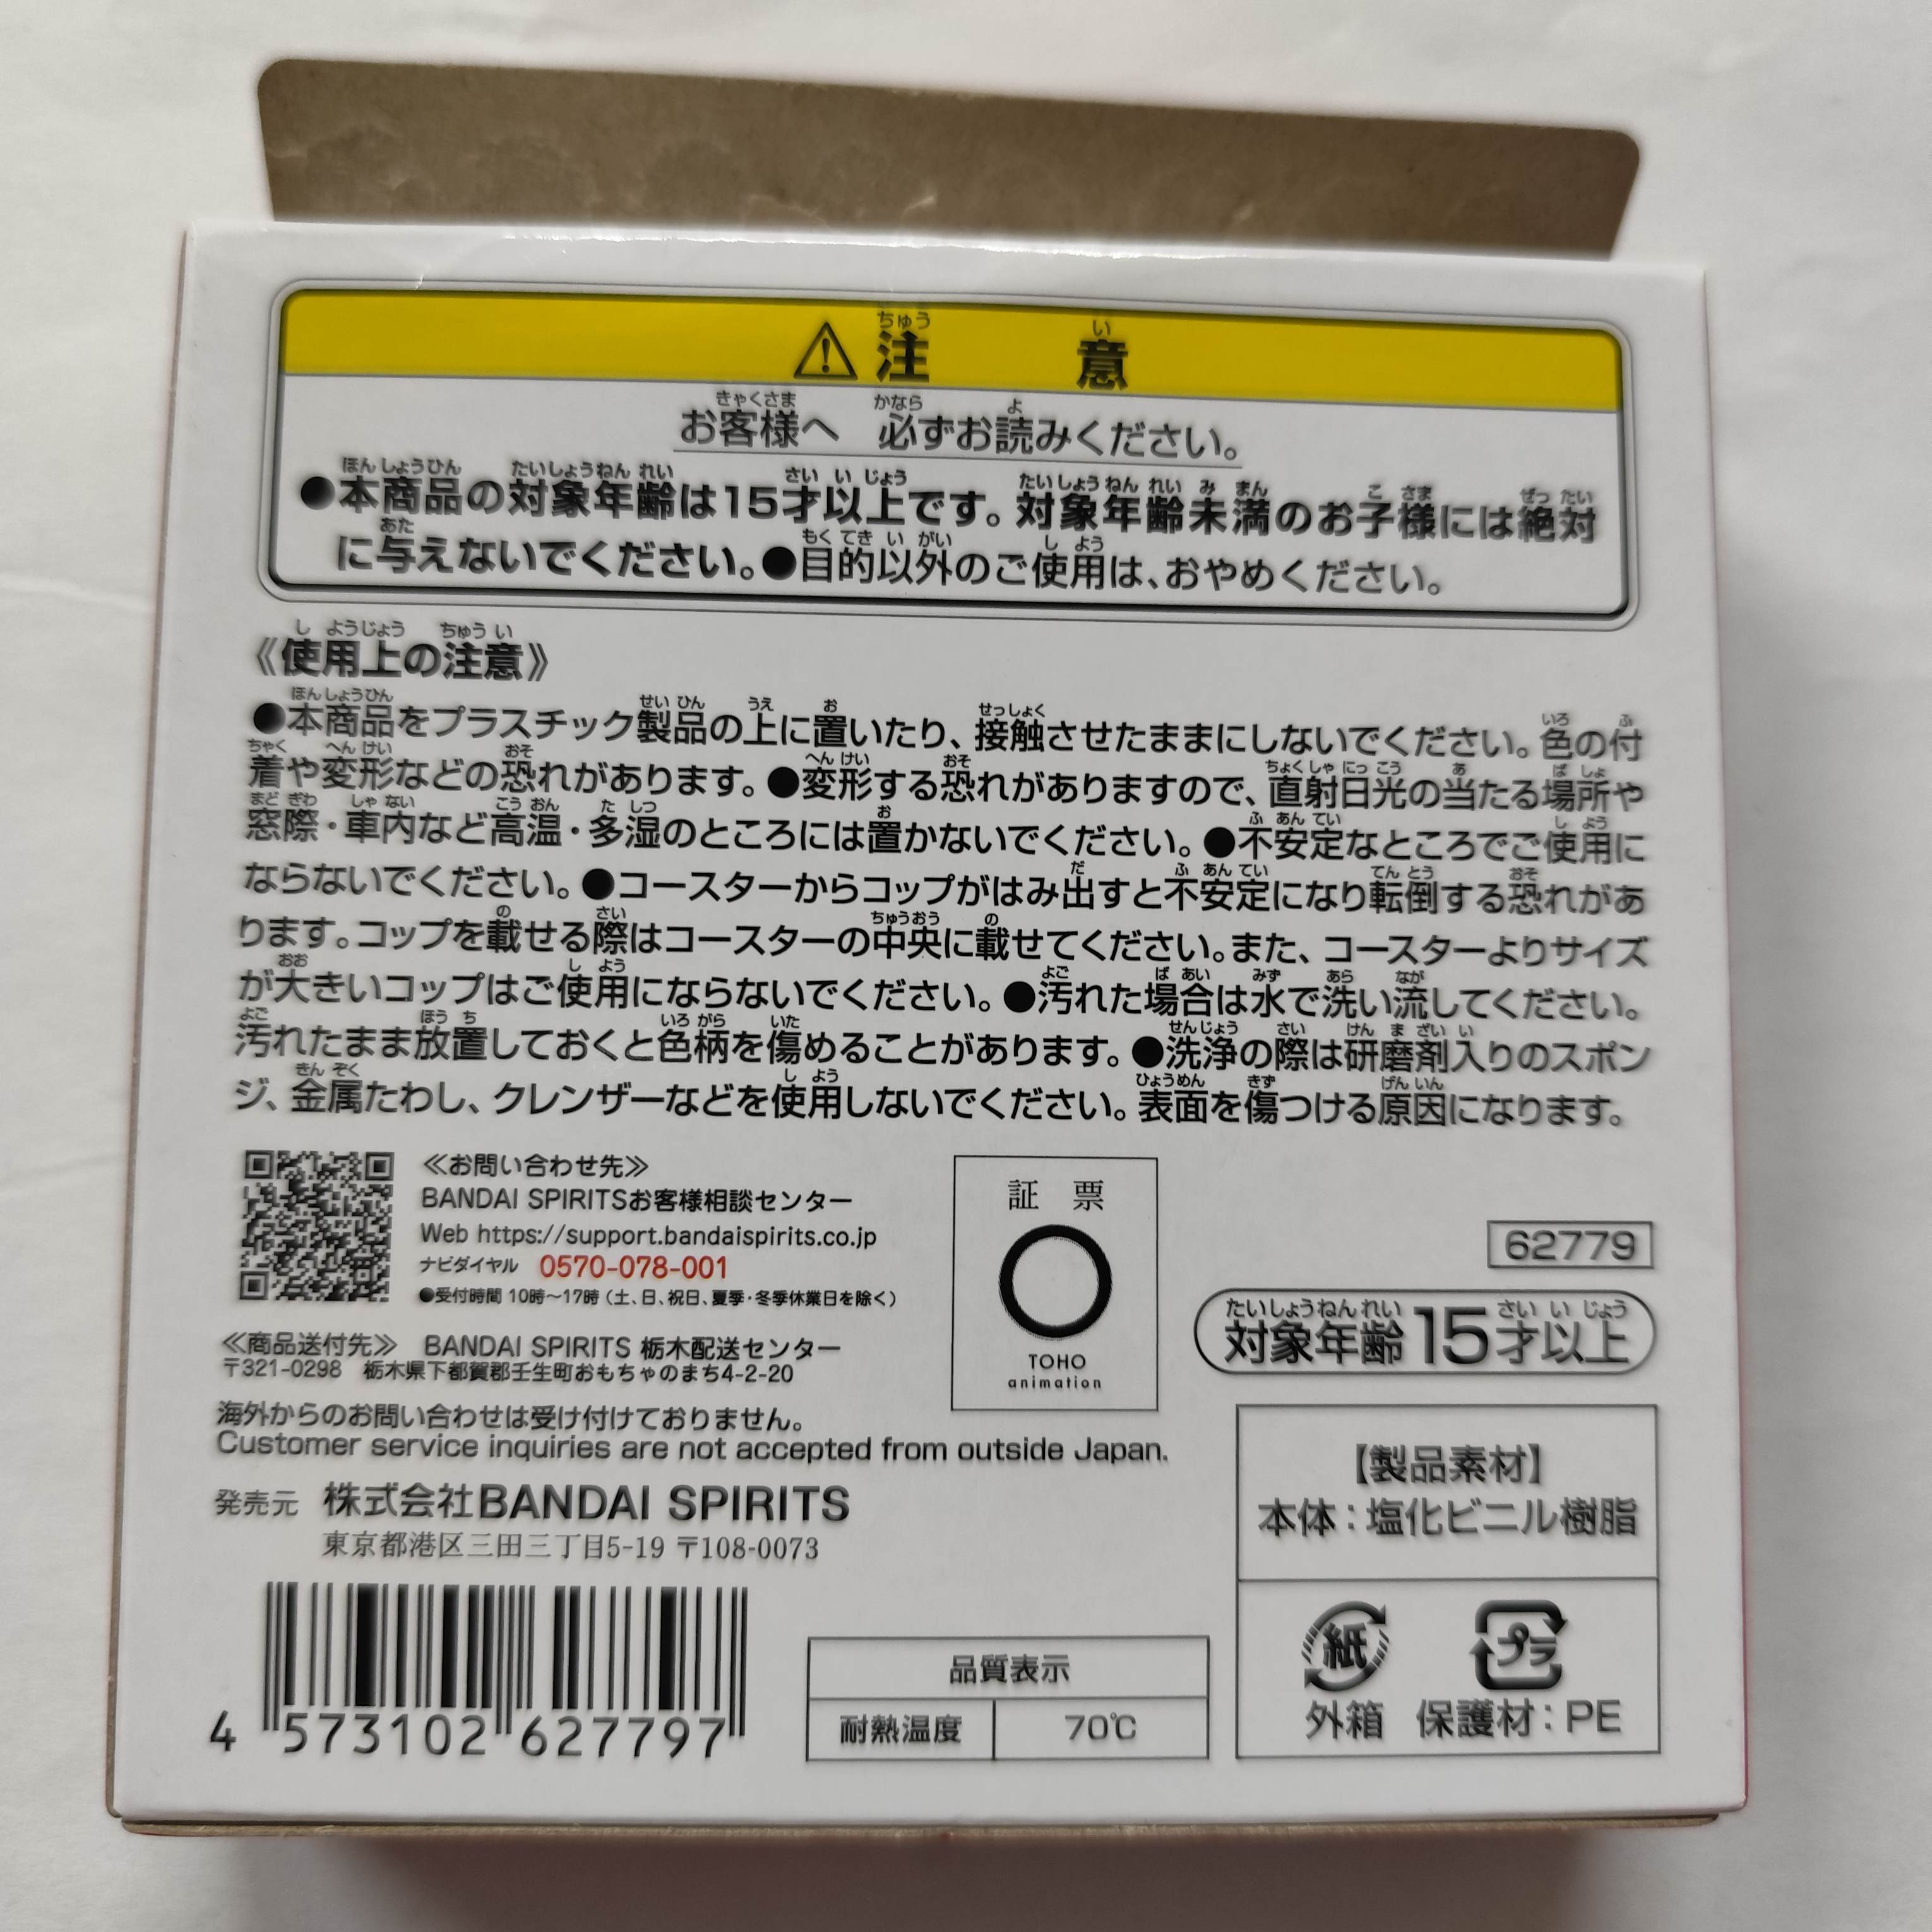 ⚠注 意
お客様へ 必ずお読みください。
●本商品の対象年齢は15才以上です。対象年齢未満のお子様には絶対
に与えないでください。●目的以外のご使用は、おやめください。
《使用上の注意》
●本商品をプラスチック製品の上に置いたり、接触させたままにしないでください。色の付
着や変形などの恐れがあります。●変形する恐れがありますので、直射日光の当たる場所や
窓際・車内など高温・多湿のところには置かないでください。●不安定なところでご使用に
ならないでください。●コースターからコップがはみ出すと不安定になり転倒する恐れがあ
ります。コップを載せる際はコースターの中央に載せてください。また、コースターよりサイズ
が大きいコップはご使用にならないでください。●汚れた場合は水で洗い流してください。
汚れたまま放置しておくと色柄を傷めることがあります。●洗浄の際は研磨剤入りのスポン
ジ、金属たわし、クレンザーなどを使用しないでください。表面を傷つける原因になります。
≪お問い合わせ先≫
BANDAI SPIRITSお客様相談センター
Web https://support.bandaispirits.co.jp
ナビダイヤル 0570-078-001
●受付時間 10時～17時（土、日、祝日、夏季・冬季休業日を除く）
≪商品送付先≫ BANDAI SPIRITS 栃木配送センター
〒321-0298 栃木県下都賀郡壬生町おもちゃのまち4-2-20
海外からのお問い合わせは受け付けておりません。
Customer service inquiries are not accepted from outside Japan.
発売元 株式会社BANDAI SPIRITS
東京都港区三田三丁目5-19 〒108-0073
4 573102 627797
証 票
TOHO
animation
62779
対象年齢 15才以上
【製品素材】
本体：塩化ビニル樹脂
紙 プラ
外箱 保護材：PE
品質表示
耐熱温度 70℃